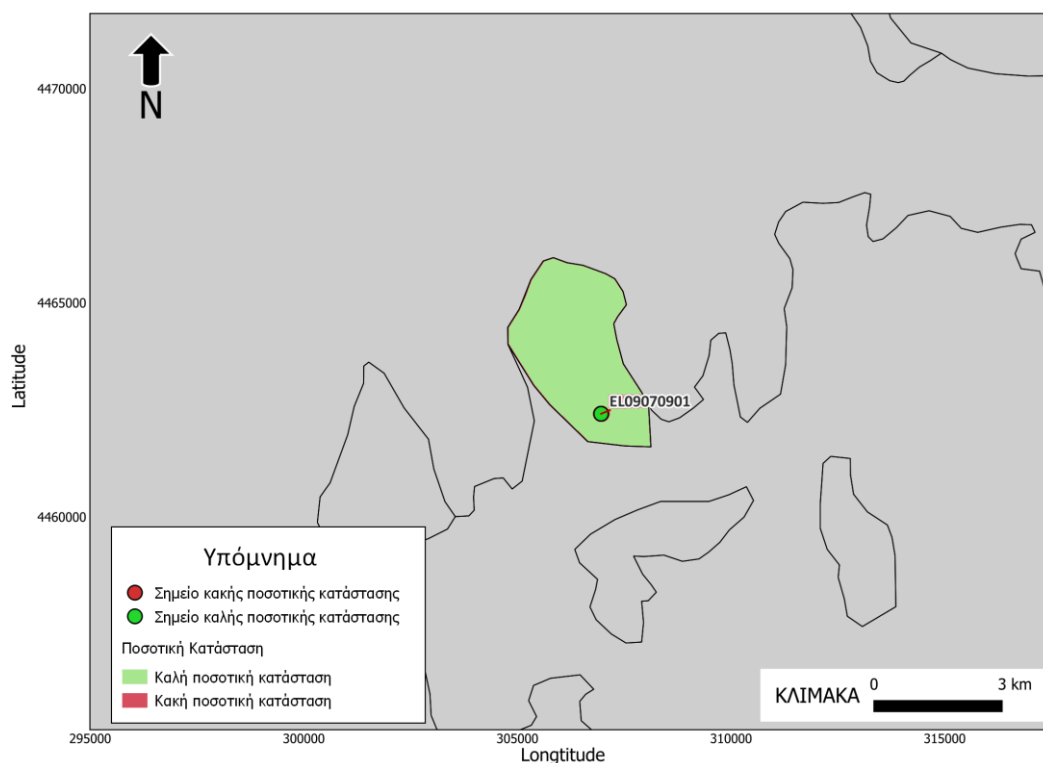 N
4470000
4465000
4460000
Latitude
EL09070901
Υπόμνημα
Σημείο κακής ποσοτικής κατάστασης
Σημείο καλής ποσοτικής κατάστασης
Ποσοτική Κατάσταση
Καλή ποσοτική κατάσταση
Κακή ποσοτική κατάσταση
ΚΛΙΜΑΚΑ
0 3 km
295000 300000 305000 310000 315000
Longtitude